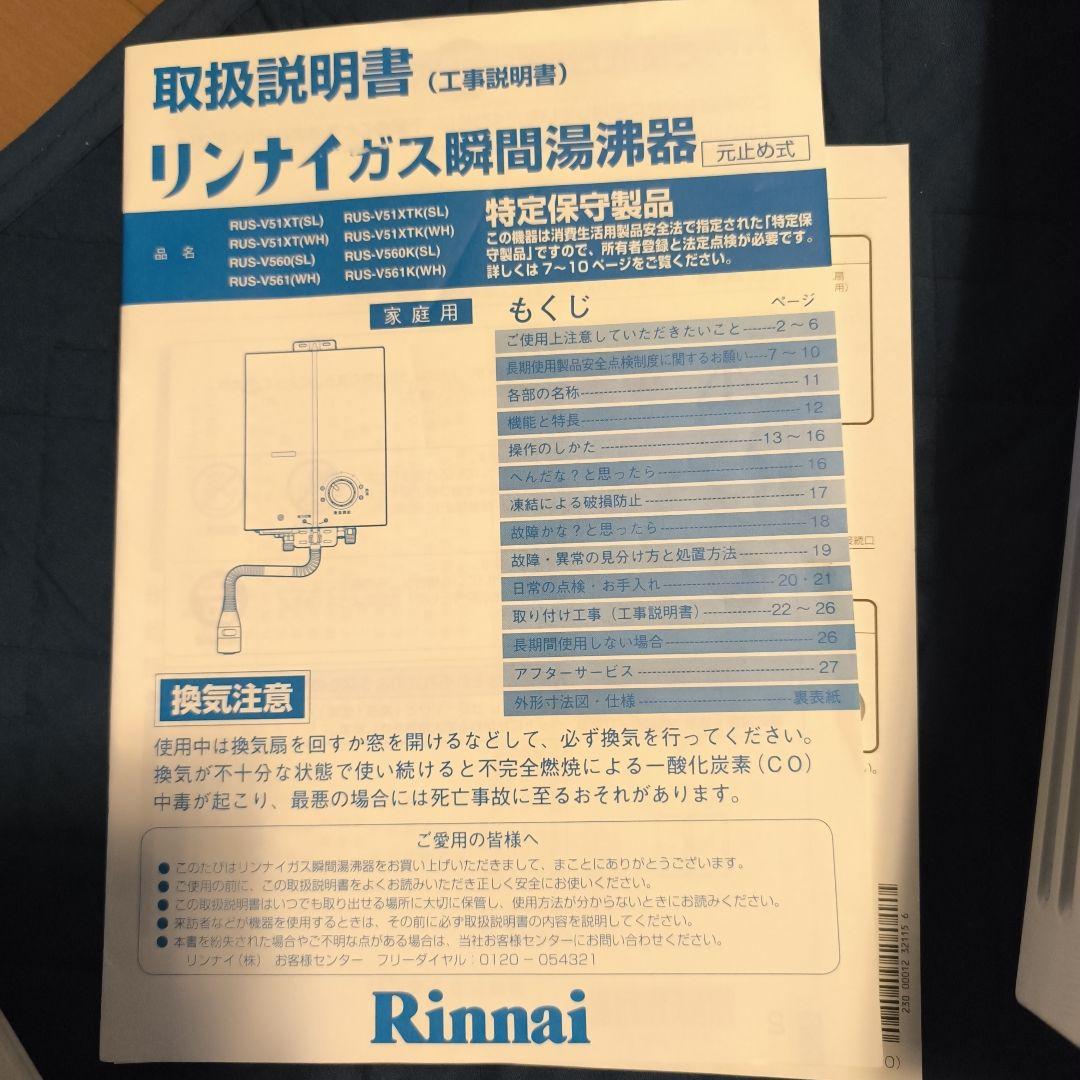 取扱説明書（工事説明書）
リンナイガス瞬間湯沸器 元止め式
品名
RUS-V51XT(SL) RUS-V51XTK(SL)
RUS-V51XT(WH) RUS-V51XTK(WH)
RUS-V560(SL) RUS-V560K(SL)
RUS-V561(WH) RUS-V561K(WH)
特定保守製品
この機器は消費生活用製品安全法で指定された「特定保
守製品」ですので、所有者登録と法定点検が必要です。
詳しくは7～10ページをご覧ください。
家庭用
もくじ ページ
ご使用上注意していただきたいこと-------2～6
長期使用製品安全点検制度に関するお願い----7～10
各部の名称------------------------------11
機能と特長------------------------------12
操作のしかた----------------------13～16
へんだな？と思ったら--------------------16
凍結による破損防止----------------------17
故障かな？と思ったら--------------------18
故障・異常の見分け方と処置方法-------------19
日常の点検・お手入れ----------------20・21
取り付け工事（工事説明書）-----------22～26
長期間使用しない場合--------------------26
アフターサービス------------------------27
外形寸法図・仕様--------------------裏表紙
換気注意
使用中は換気扇を回すか窓を開けるなどして、必ず換気を行ってください。
換気が不十分な状態で使い続けると不完全燃焼による一酸化炭素（CO）
中毒が起こり、最悪の場合には死亡事故に至るおそれがあります。
ご愛用の皆様へ
●このたびはリンナイガス瞬間湯沸器をお買い上げいただきまして、まことにありがとうございます。
●ご使用の前に、この取扱説明書をよくお読みいただき正しく安全にお使いください。
●この取扱説明書はいつでも取り出せる場所に大切に保管し、使用方法が分からないときにお読みください。
●来訪者などが機器を使用するときは、その前に必ず取扱説明書の内容を説明してください。
●本書を紛失された場合やご不明な点がある場合は、当社お客様センターにお問い合わせください。
リンナイ（株） お客様センター フリーダイヤル：0120－054321
Rinnai
扇
用）
接続口
い。
230 00012 32115 6
0）